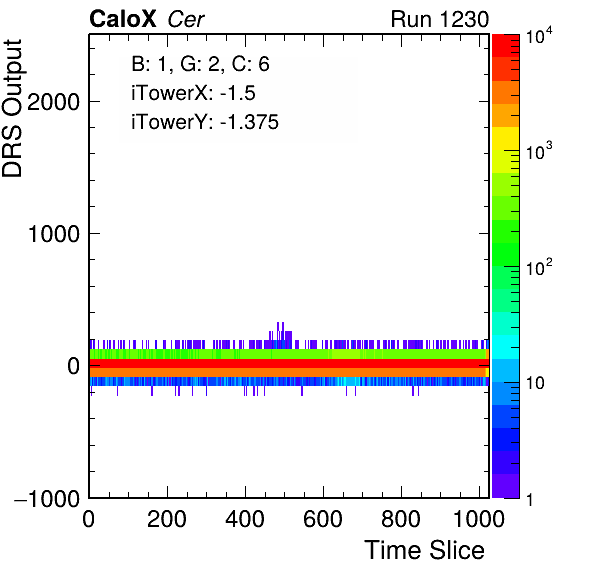 CaloX Cer Run 1230
B: 1, G: 2, C: 6
iTowerX: -1.5
iTowerY: -1.375
DRS Output
2000
1000
0
−1000
0 200 400 600 800 1000
Time Slice
10^4
10^3
10^2
10
1